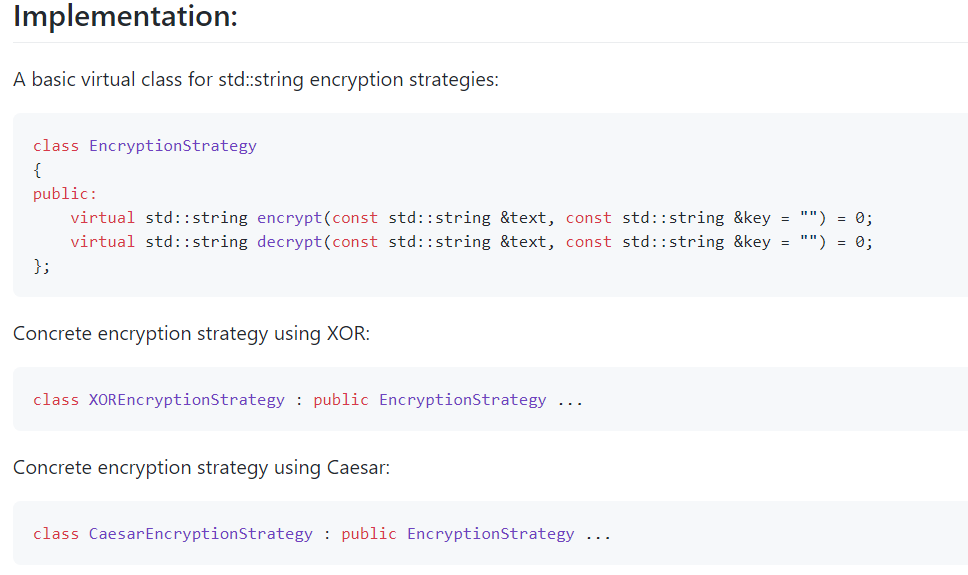 Implementation:
A basic virtual class for std::string encryption strategies:
class EncryptionStrategy
{
public:
    virtual std::string encrypt(const std::string &text, const std::string &key = "") = 0;
    virtual std::string decrypt(const std::string &text, const std::string &key = "") = 0;
};
Concrete encryption strategy using XOR:
class XOREncryptionStrategy : public EncryptionStrategy ...
Concrete encryption strategy using Caesar:
class CaesarEncryptionStrategy : public EncryptionStrategy ...